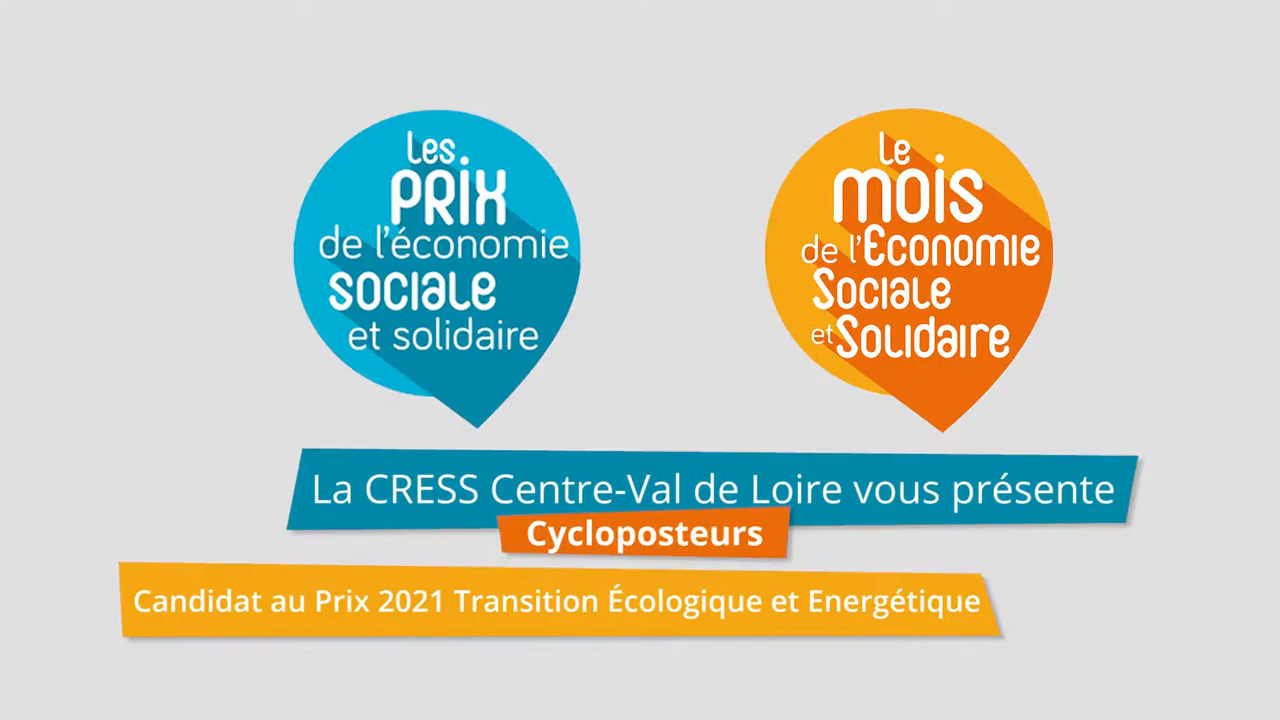 Les
PRIX
de l'économie
sociale
et solidaire
Le
mois
de l'Economie
Sociale
et Solidaire
La CRESS Centre-Val de Loire vous présente
Cycloposteurs
Candidat au Prix 2021 Transition Écologique et Energétique